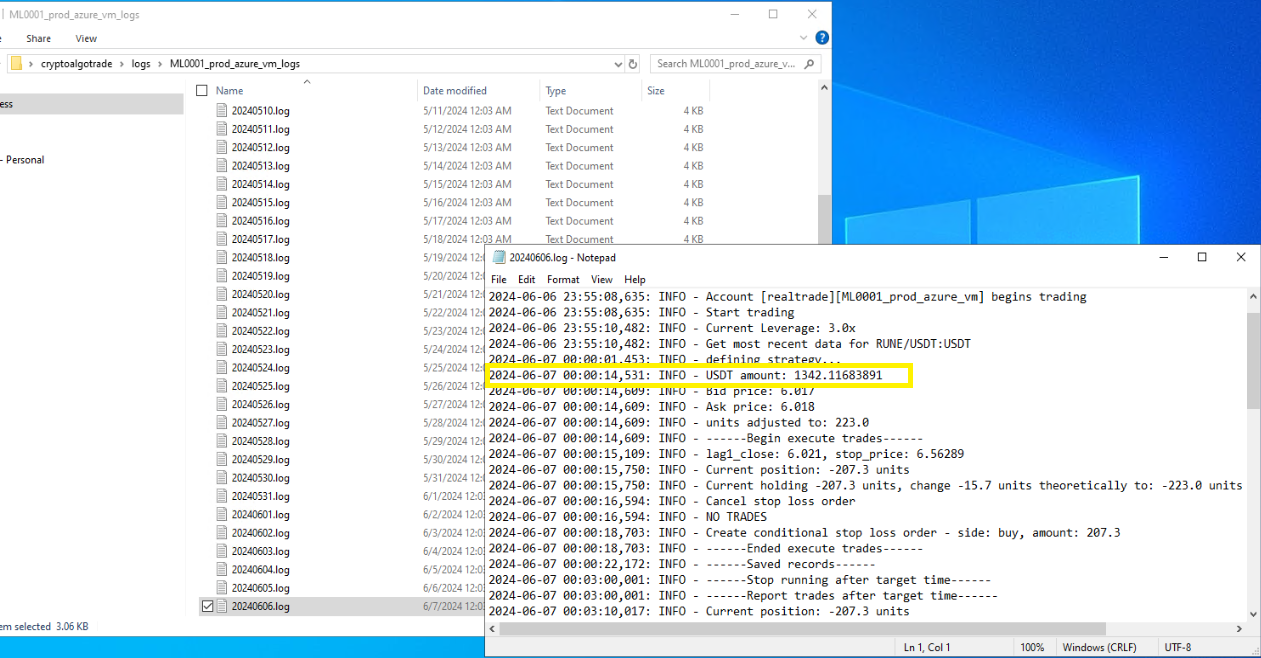 ML0001_prod_azure_vm_logs
Share View
cryptoalgotrade > logs > ML0001_prod_azure_vm_logs
Search ML0001_prod_azure_v...
Name Date modified Type Size
ess
- Personal
20240510.log 5/11/2024 12:03 AM Text Document 4 KB
20240511.log 5/12/2024 12:03 AM Text Document 4 KB
20240512.log 5/13/2024 12:03 AM Text Document 4 KB
20240513.log 5/14/2024 12:03 AM Text Document 4 KB
20240514.log 5/15/2024 12:03 AM Text Document 4 KB
20240515.log 5/16/2024 12:03 AM Text Document 4 KB
20240516.log 5/17/2024 12:03 AM Text Document 4 KB
20240517.log 5/18/2024 12:03 AM Text Document 4 KB
20240518.log 5/19/2024 12:0
20240519.log 5/20/2024 12:0
20240520.log 5/21/2024 12:0
20240521.log 5/22/2024 12:0
20240522.log 5/23/2024 12:0
20240523.log 5/24/2024 12:0
20240524.log 5/25/2024 12:0
20240525.log 5/26/2024 12:0
20240526.log 5/27/2024 12:0
20240527.log 5/28/2024 12:0
20240528.log 5/29/2024 12:0
20240529.log 5/30/2024 12:0
20240530.log 5/31/2024 12:0
20240531.log 6/1/2024 12:03
20240601.log 6/2/2024 12:03
20240602.log 6/3/2024 12:03
20240603.log 6/4/2024 12:03
20240604.log 6/5/2024 12:03
20240605.log 6/6/2024 12:03
20240606.log 6/7/2024 12:03
em selected 3.06 KB
20240606.log - Notepad
File Edit Format View Help
2024-06-06 23:55:08,635: INFO - Account [realtrade][ML0001_prod_azure_vm] begins trading
2024-06-06 23:55:08,635: INFO - Start trading
2024-06-06 23:55:10,482: INFO - Current Leverage: 3.0x
2024-06-06 23:55:10,482: INFO - Get most recent data for RUNE/USDT:USDT
2024-06-07 00:00:01,453: INFO - defining strategy...
2024-06-07 00:00:14,531: INFO - USDT amount: 1342.11683891
2024-06-07 00:00:14,609: INFO - Bid price: 6.017
2024-06-07 00:00:14,609: INFO - Ask price: 6.018
2024-06-07 00:00:14,609: INFO - units adjusted to: 223.0
2024-06-07 00:00:14,609: INFO - ------Begin execute trades------
2024-06-07 00:00:15,109: INFO - lag1_close: 6.021, stop_price: 6.56289
2024-06-07 00:00:15,750: INFO - Current position: -207.3 units
2024-06-07 00:00:15,750: INFO - Current holding -207.3 units, change -15.7 units theoretically to: -223.0 units
2024-06-07 00:00:16,594: INFO - Cancel stop loss order
2024-06-07 00:00:16,594: INFO - NO TRADES
2024-06-07 00:00:18,703: INFO - Create conditional stop loss order - side: buy, amount: 207.3
2024-06-07 00:00:18,703: INFO - ------Ended execute trades------
2024-06-07 00:00:22,172: INFO - ------Saved records------
2024-06-07 00:03:00,001: INFO - ------Stop running after target time------
2024-06-07 00:03:00,001: INFO - ------Report trades after target time------
2024-06-07 00:03:10,017: INFO - Current position: -207.3 units
Ln 1, Col 1 100% Windows (CRLF) UTF-8